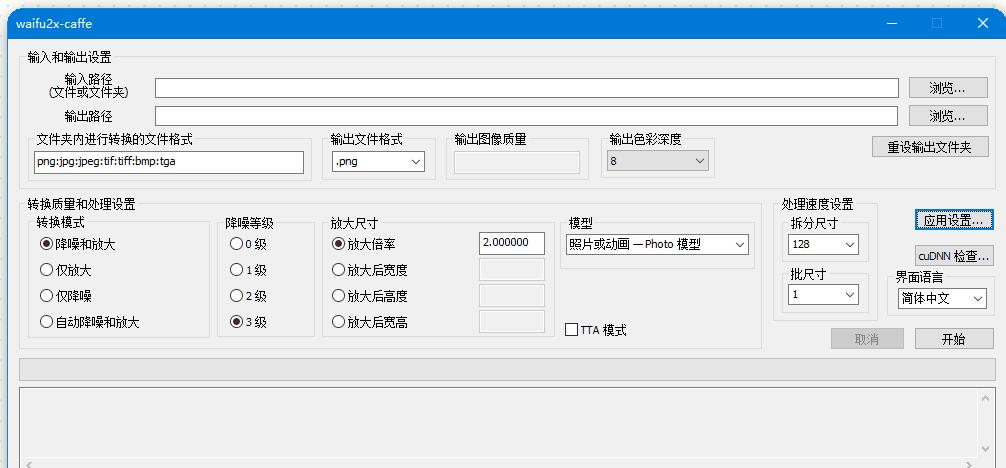 waifu2x-caffe
输入和输出设置
输入路径
(文件或文件夹)
浏览...
输出路径
浏览...
文件夹内进行转换的文件格式
png:jpg:jpeg:tif:tiff:bmp:tga
输出文件格式
.png
输出图像质量
输出色彩深度
8
重设输出文件夹
转换质量和处理设置
转换模式
降噪和放大
仅放大
仅降噪
自动降噪和放大
降噪等级
0 级
1 级
2 级
3 级
放大尺寸
放大倍率
2.000000
放大后宽度
放大后高度
放大后宽高
模型
照片或动画 — Photo 模型
TTA 模式
处理速度设置
拆分尺寸
128
批尺寸
1
应用设置...
cuDNN 检查...
界面语言
简体中文
取消
开始